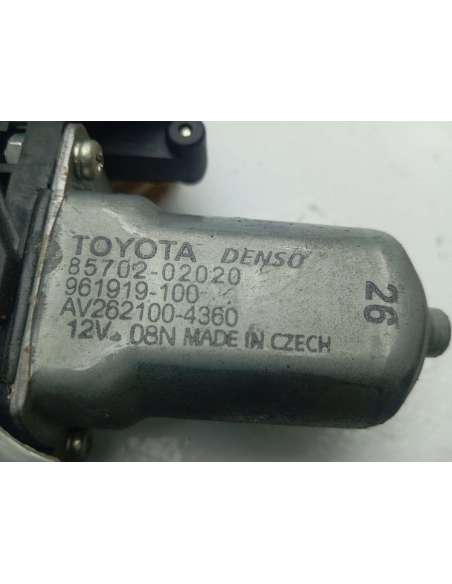 TOYOTA DENSO
85702-02020
961919-100
AV262100-4360
12V. 08N MADE IN CZECH
26